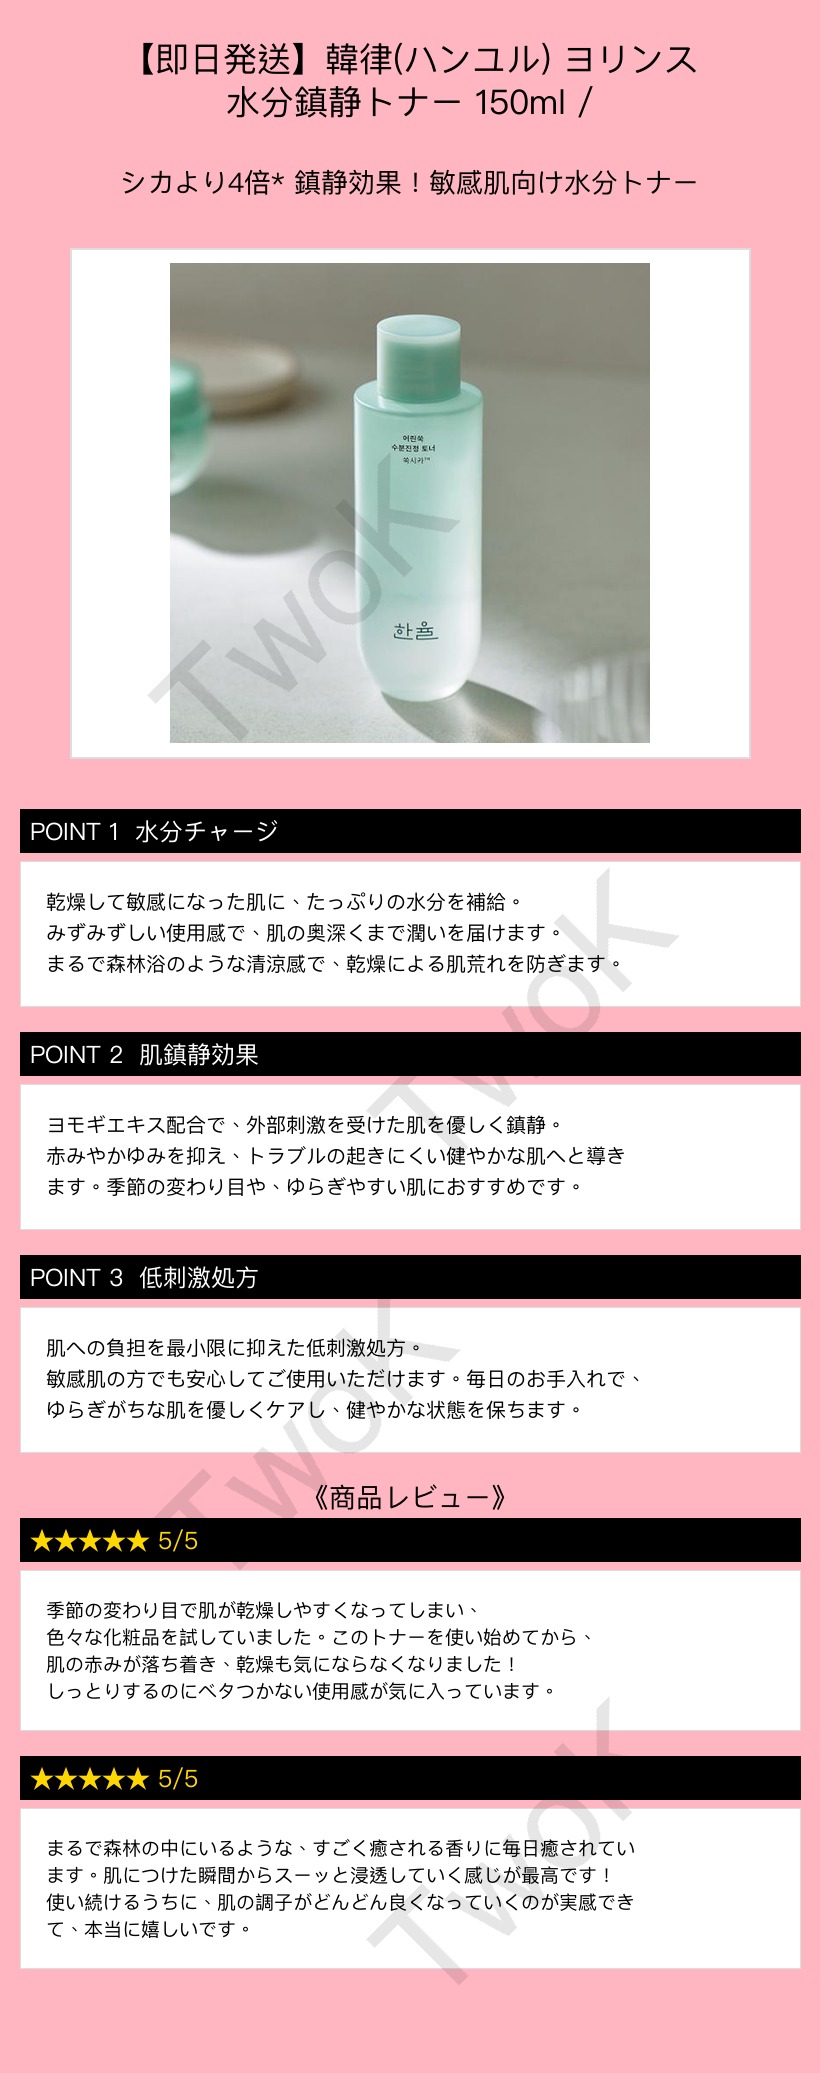 【即日発送】韓律(ハンユル) ヨリンス
水分鎮静トナー 150ml /
シカより4倍* 鎮静効果！敏感肌向け水分トナー
어린쑥
수분진정 토너
쑥시카™
한율
TwoK
POINT 1 水分チャージ
乾燥して敏感になった肌に、たっぷりの水分を補給。
みずみずしい使用感で、肌の奥深くまで潤いを届けます。
まるで森林浴のような清涼感で、乾燥による肌荒れを防ぎます。
TwoK
POINT 2 肌鎮静効果
ヨモギエキス配合で、外部刺激を受けた肌を優しく鎮静。
赤みやかゆみを抑え、トラブルの起きにくい健やかな肌へと導き
ます。季節の変わり目や、ゆらぎやすい肌におすすめです。
POINT 3 低刺激処方
肌への負担を最小限に抑えた低刺激処方。
敏感肌の方でも安心してご使用いただけます。毎日のお手入れで、
ゆらぎがちな肌を優しくケアし、健やかな状態を保ちます。
TwoK
《商品レビュー》
★★★★★ 5/5
季節の変わり目で肌が乾燥しやすくなってしまい、
色々な化粧品を試していました。このトナーを使い始めてから、
肌の赤みが落ち着き、乾燥も気にならなくなりました！
しっとりするのにベタつかない使用感が気に入っています。
★★★★★ 5/5
まるで森林の中にいるような、すごく癒される香りに毎日癒されてい
ます。肌につけた瞬間からスーッと浸透していく感じが最高です！
使い続けるうちに、肌の調子がどんどん良くなっていくのが実感でき
て、本当に嬉しいです。
TwoK